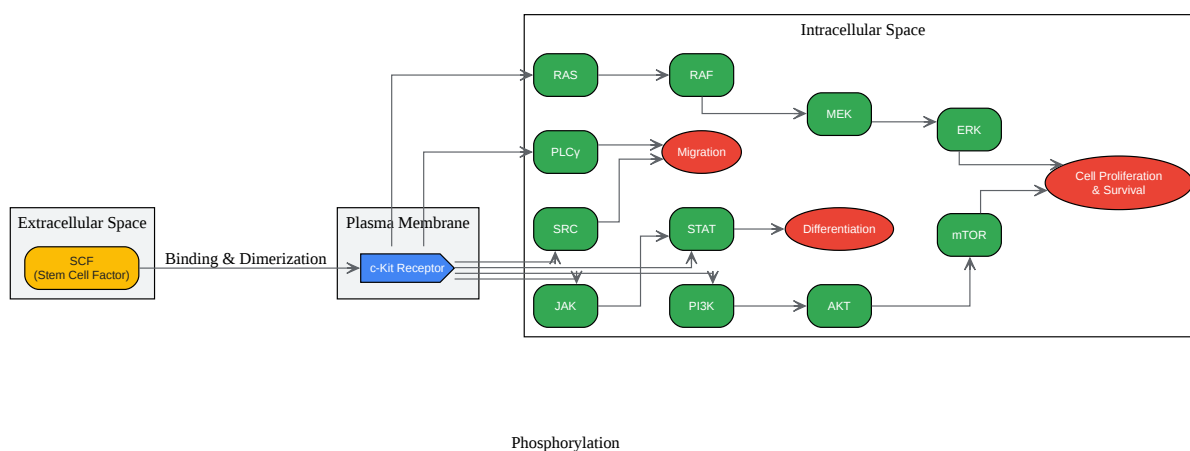 Intracellular Space
RAS
RAF
MEK
ERK
PLCγ
Migration
Cell Proliferation
& Survival
Extracellular Space
Plasma Membrane
SRC
STAT
Differentiation
mTOR
SCF
(Stem Cell Factor)
Binding & Dimerization
c-Kit Receptor
JAK
PI3K
AKT
Phosphorylation